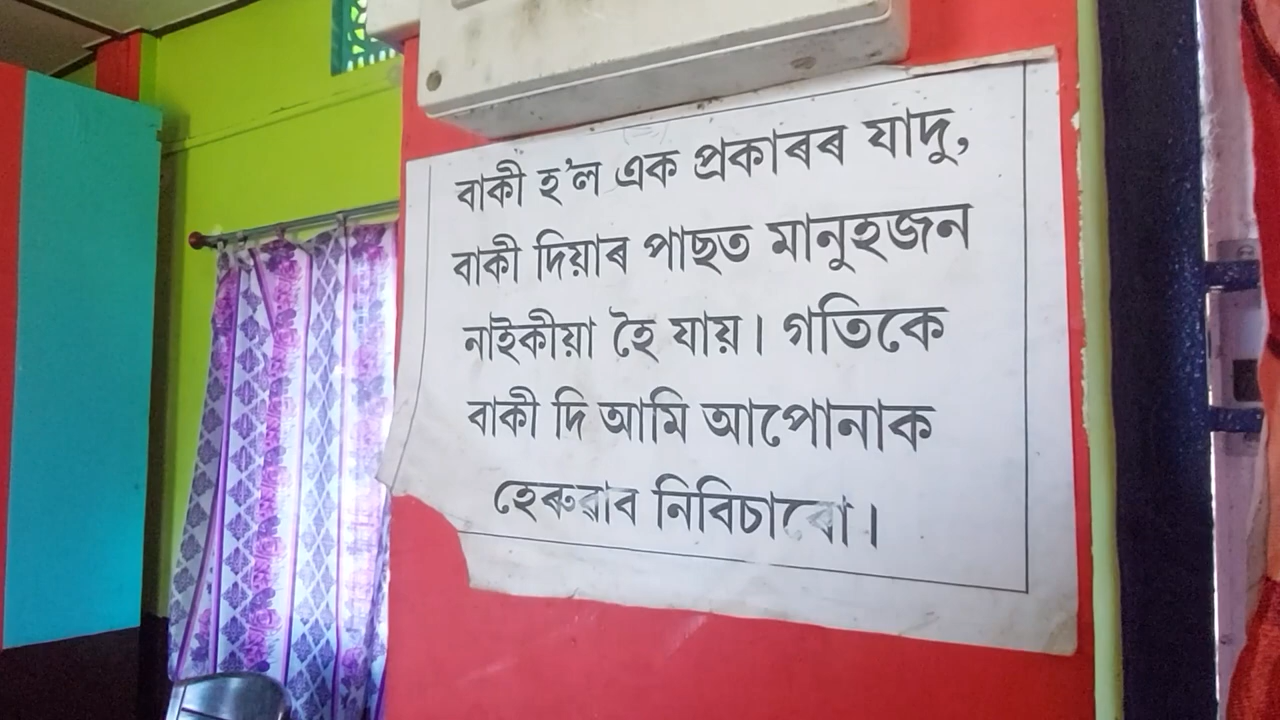 বাকী হ'ল এক প্ৰকাৰৰ যাদু,
বাকী দিয়াৰ পাছত মানুহজন
নাইকীয়া হৈ যায়। গতিকে
বাকী দি আমি আপোনাক
হেৰুৱাব নিবিচাৰো।